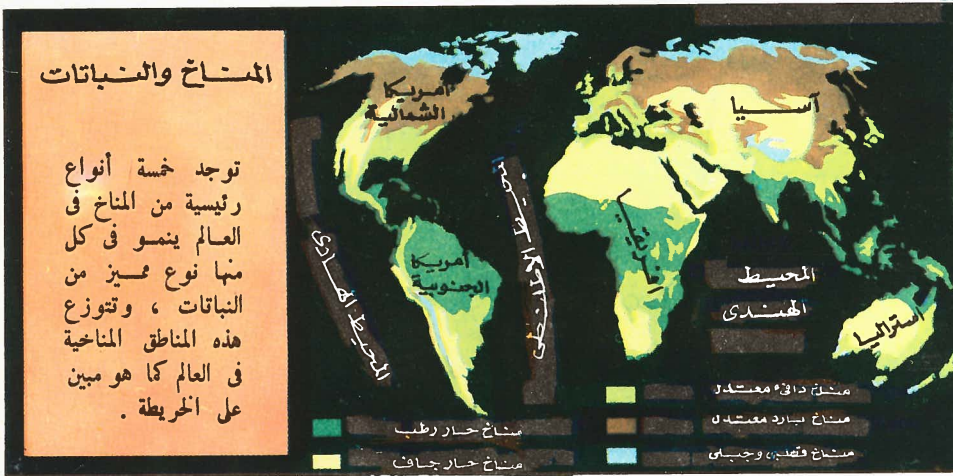 المناخ والنباتات
توجد خمسة أنواع
رئيسية من المناخ فى
العالم ينمو فى كل
منها نوع مميز من
النباتات ، وتتوزع
هذه المناطق المناخية
فى العالم كما هو مبين
على الخريطة .
أمريكا
الشمالية
آسيا
أفريقيا
أمريكا
الجنوبية
استراليا
المحيط الهادى
المحيط الاطلنطى
المحيط
الهندى
مناخ حار رطب
مناخ حار جاف
مناخ دافىء معتدل
مناخ بارد معتدل
مناخ قطبى وجبلى